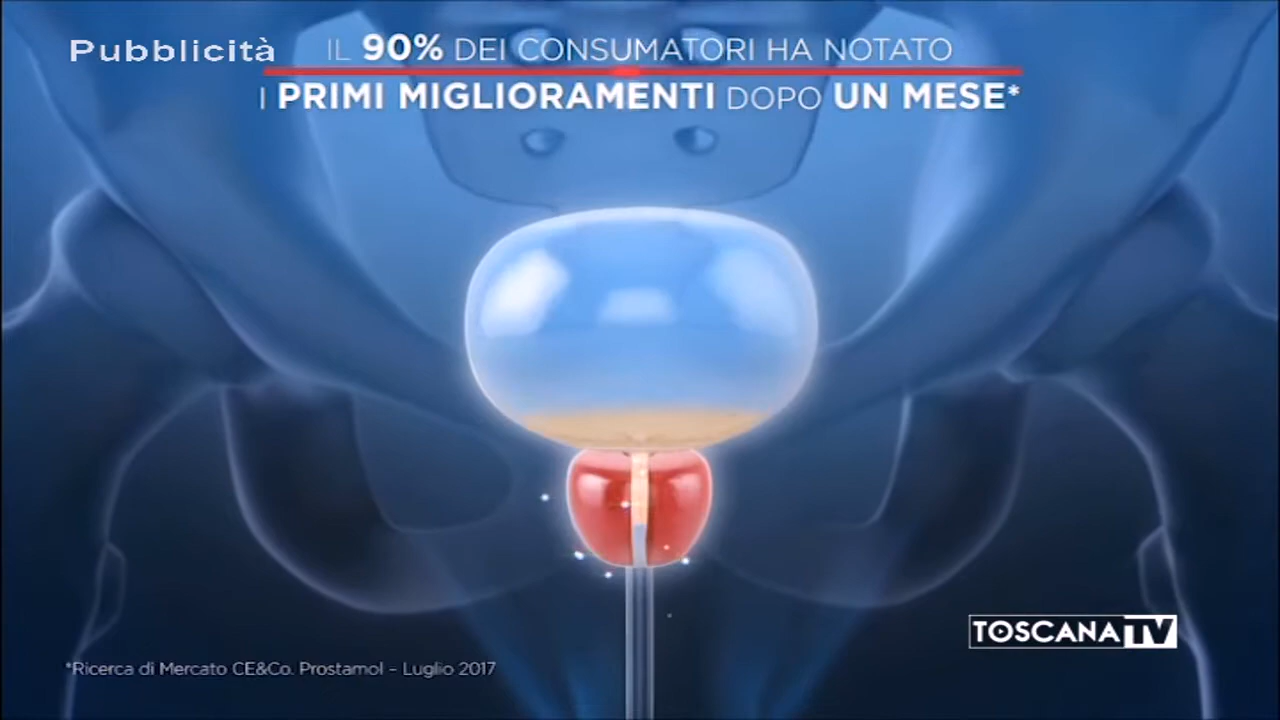 Pubblicità
IL 90% DEI CONSUMATORI HA NOTATO
I PRIMI MIGLIORAMENTI DOPO UN MESE*
TOSCANA TV
*Ricerca di Mercato CE&Co. Prostamol - Luglio 2017